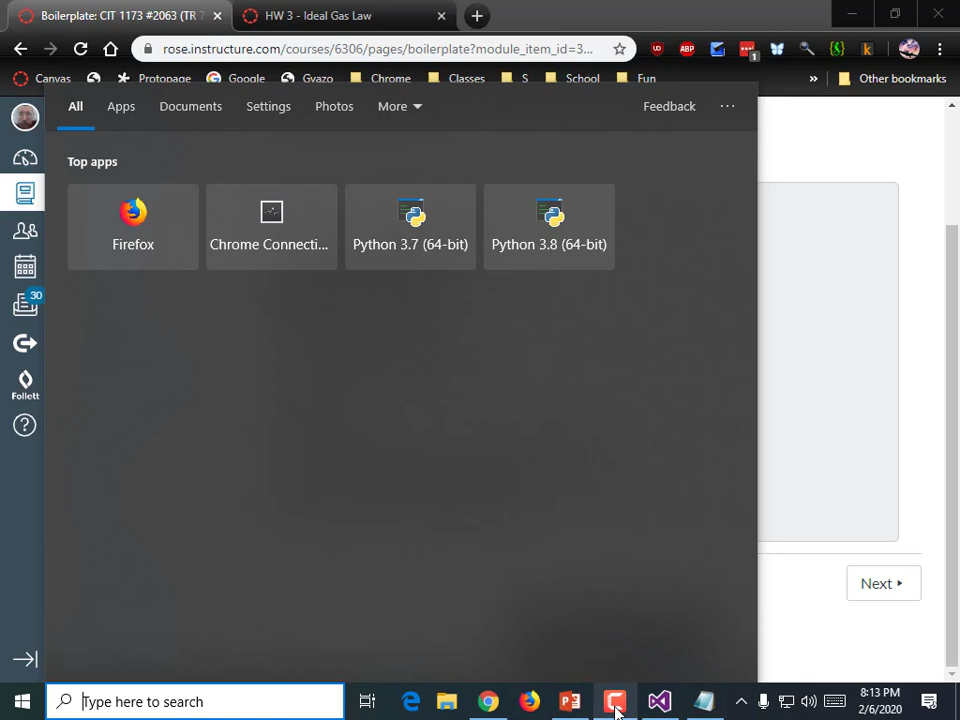 Boilerplate: CIT 1173 #2063 (TR 7
HW 3 - Ideal Gas Law
rose.instructure.com/courses/6306/pages/boilerplate?module_item_id=3...
ABP
1
Canvas
Protopage
Google
Gyazo
Chrome
Classes
S
School
Fun
»
Other bookmarks
All
Apps
Documents
Settings
Photos
More
Feedback
Top apps
Firefox
Chrome Connecti...
Python 3.7 (64-bit)
Python 3.8 (64-bit)
30
Follett
Next
Type here to search
8:13 PM
2/6/2020